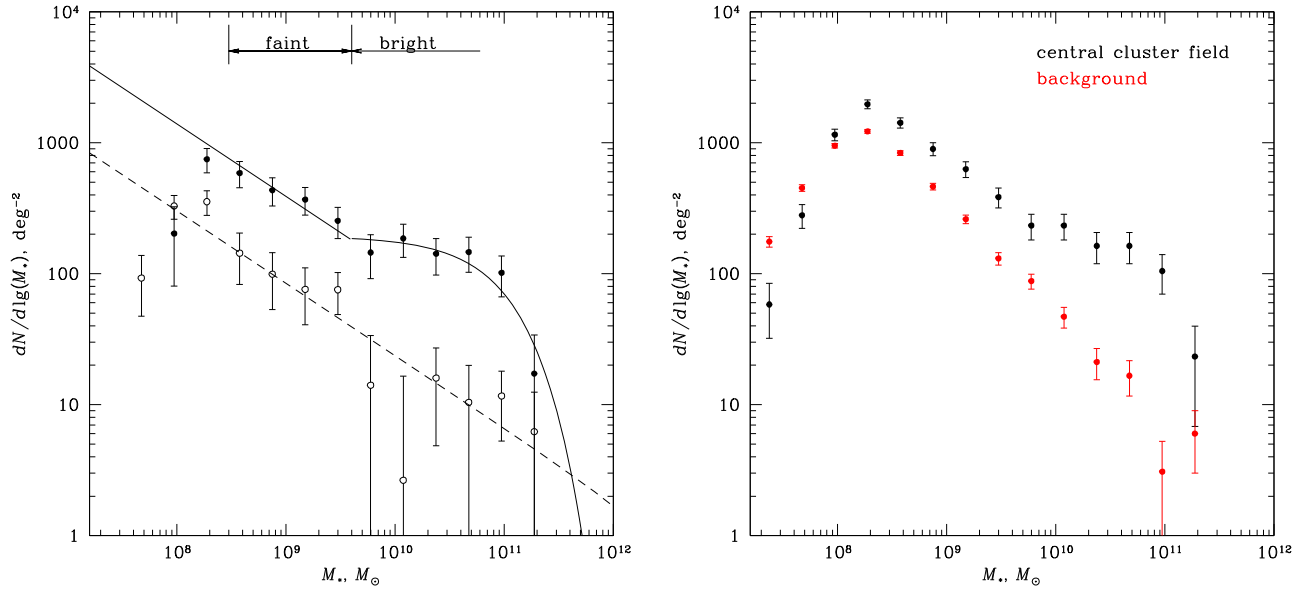 faint bright
10⁴
1000
100
10
1
dN/dlg(M*), deg⁻²
10⁸ 10⁹ 10¹⁰ 10¹¹ 10¹²
M*, M⊙
central cluster field
background
10⁴
1000
100
10
1
dN/dlg(M*), deg⁻²
10⁸ 10⁹ 10¹⁰ 10¹¹ 10¹²
M*, M⊙